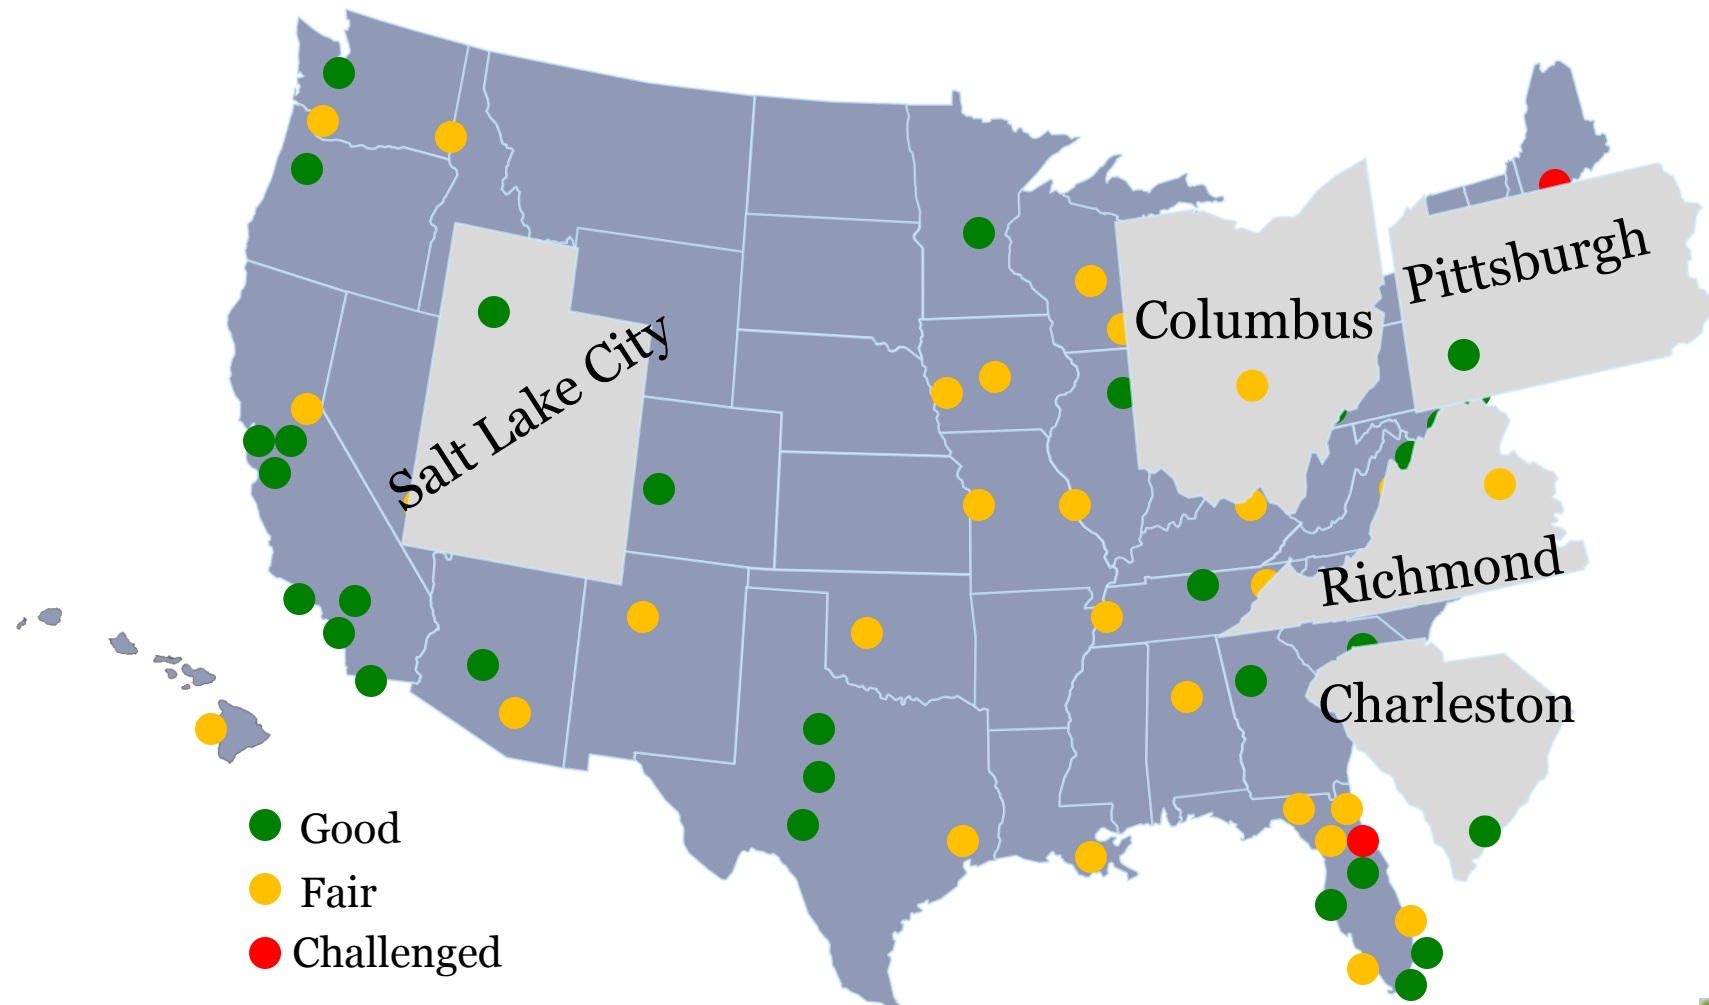 Pittsburgh
Columbus
Salt Lake City
Richmond
Charleston
Good
Fair
Challenged